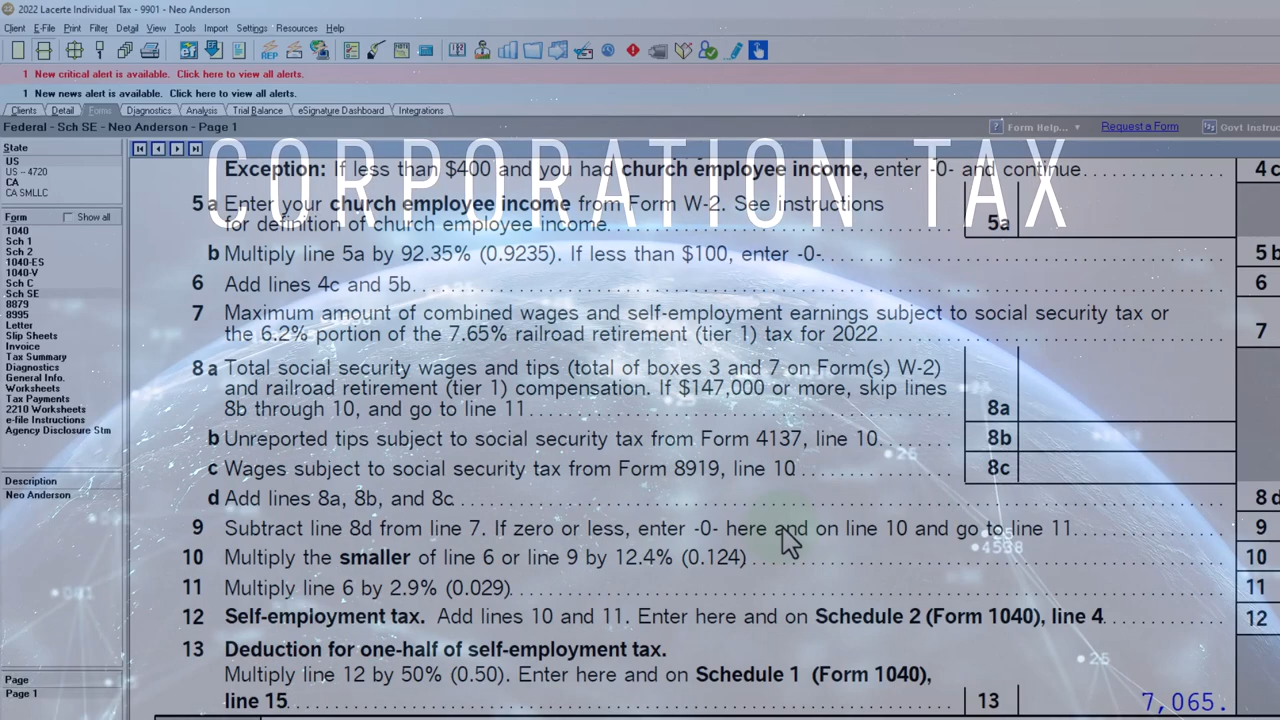 2022 Lacerte Individual Tax - 9901 - Neo Anderson
Client E-File Print Filter Detail View Tools Import Settings Resources Help
REP
1 New critical alert is available. Click here to view all alerts.
1 New news alert is available. Click here to view all alerts.
Clients Detail Forms Diagnostics Analysis Trial Balance eSignature Dashboard Integrations
Federal - Sch SE - Neo Anderson - Page 1
Form Help... Request a Form Govt Instruc
CORPORATION TAX
State
US
US - 4720
CA
CA SMLLC
Form Show all
1040
Sch 1
Sch 2
1040-ES
1040-V
Sch C
Sch SE
8879
8995
Letter
Slip Sheets
Invoice
Tax Summary
Diagnostics
General Info.
Worksheets
Tax Payments
2210 Worksheets
e-file Instructions
Agency Disclosure Stm
Description
Neo Anderson
Page
Page 1
Exception: If less than $400 and you had church employee income, enter -0- and continue 4c
5a Enter your church employee income from Form W-2. See instructions
for definition of church employee income. 5a
b Multiply line 5a by 92.35% (0.9235). If less than $100, enter -0- 5b
6 Add lines 4c and 5b 6
7 Maximum amount of combined wages and self-employment earnings subject to social security tax or
the 6.2% portion of the 7.65% railroad retirement (tier 1) tax for 2022 7
8a Total social security wages and tips (total of boxes 3 and 7 on Form(s) W-2)
and railroad retirement (tier 1) compensation. If $147,000 or more, skip lines
8b through 10, and go to line 11 8a
b Unreported tips subject to social security tax from Form 4137, line 10 8b
c Wages subject to social security tax from Form 8919, line 10 8c
d Add lines 8a, 8b, and 8c 8d
9 Subtract line 8d from line 7. If zero or less, enter -0- here and on line 10 and go to line 11 9
10 Multiply the smaller of line 6 or line 9 by 12.4% (0.124) 10
11 Multiply line 6 by 2.9% (0.029) 11
12 Self-employment tax. Add lines 10 and 11. Enter here and on Schedule 2 (Form 1040), line 4 12
13 Deduction for one-half of self-employment tax.
Multiply line 12 by 50% (0.50). Enter here and on Schedule 1 (Form 1040),
line 15 13 7,065.
4538
25